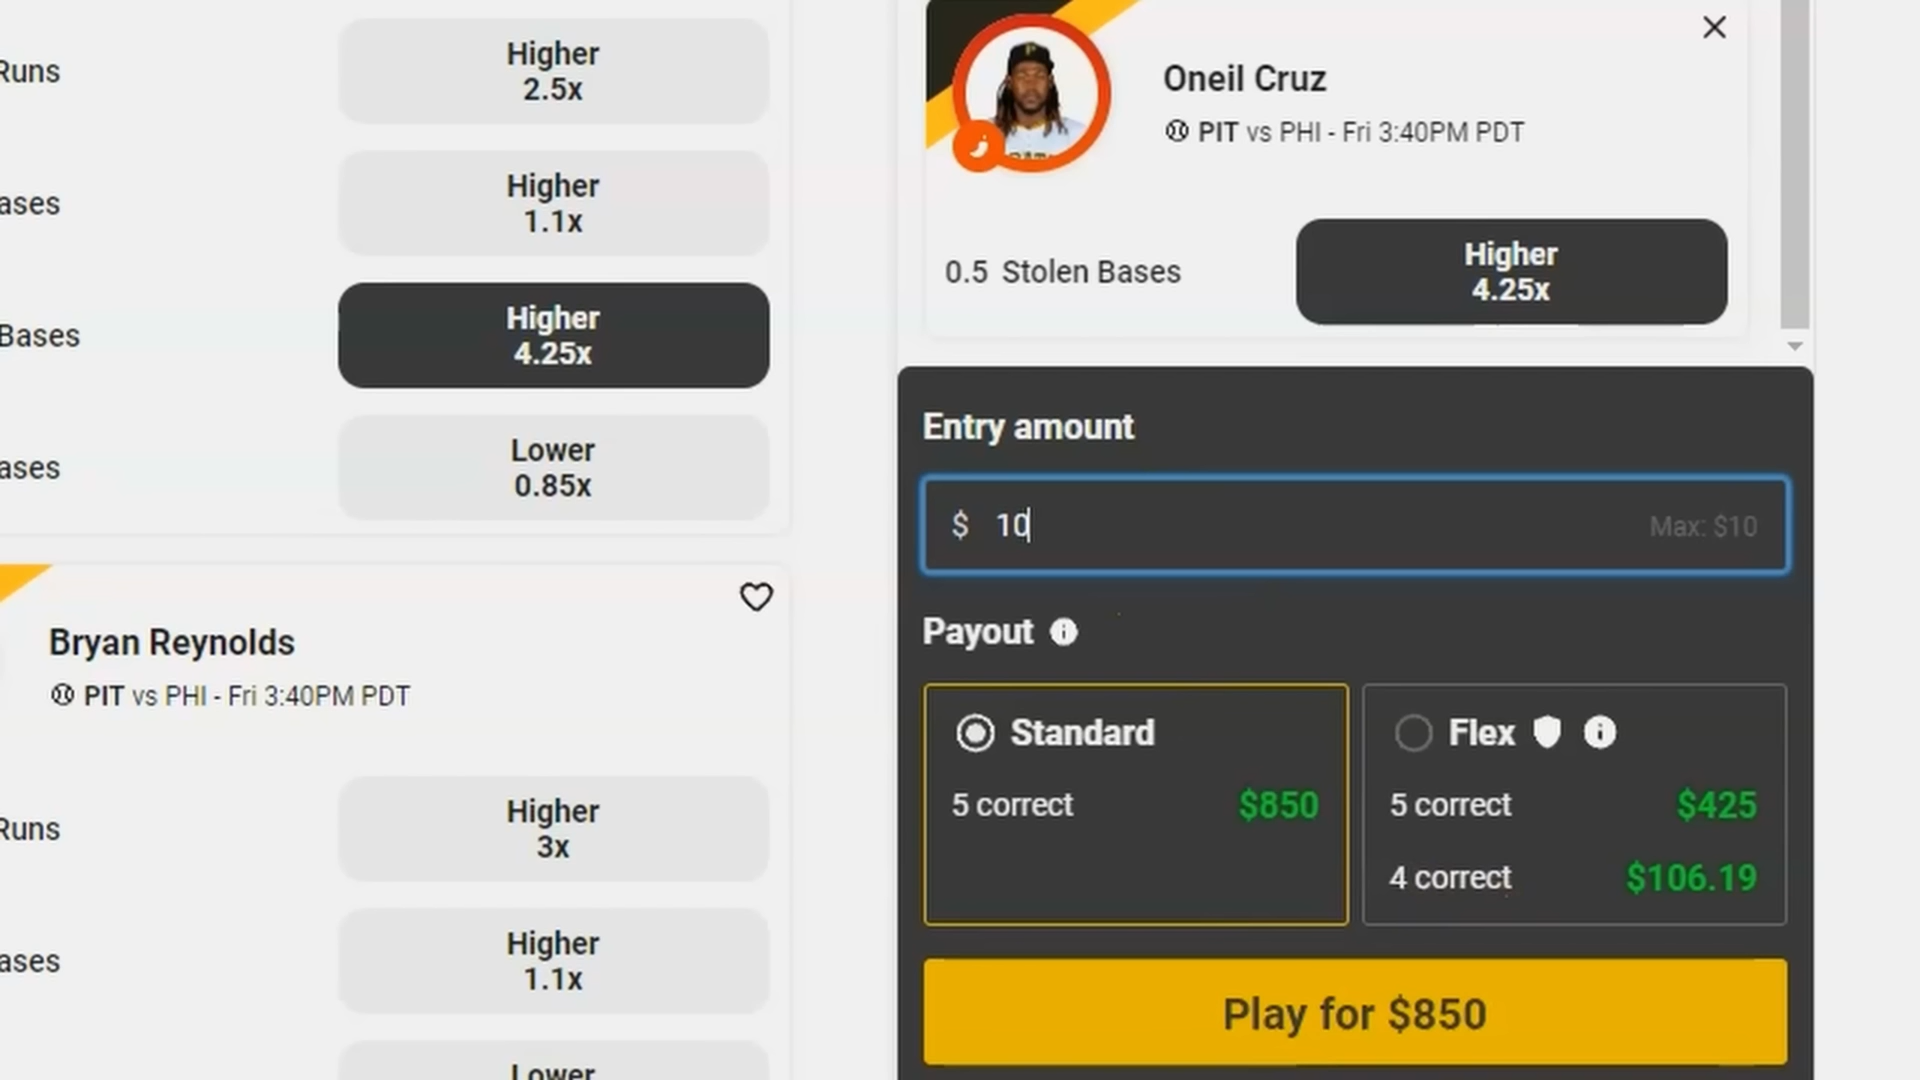 Runs
Higher
2.5x
ases
Higher
1.1x
Bases
Higher
4.25x
ases
Lower
0.85x
Bryan Reynolds
PIT vs PHI - Fri 3:40PM PDT
Runs
Higher
3x
ases
Higher
1.1x
Lower
Oneil Cruz
PIT vs PHI - Fri 3:40PM PDT
0.5 Stolen Bases
Higher
4.25x
Entry amount
$ 10
Max: $10
Payout
Standard
5 correct $850
Flex
5 correct $425
4 correct $106.19
Play for $850